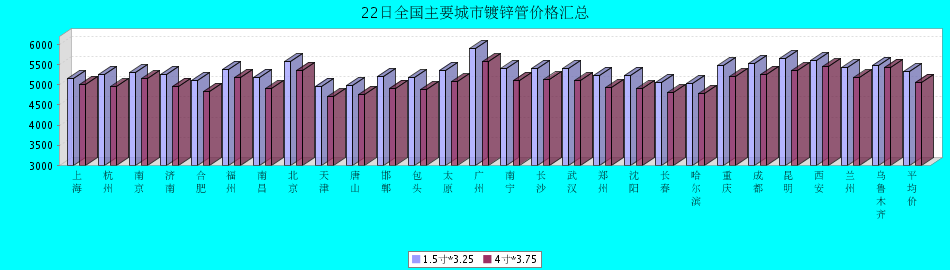 22日全国主要城市镀锌管价格汇总
6000
5500
5000
4500
4000
3500
3000
上海 杭州 南京 济南 合肥 福州 南昌 北京 天津 唐山 邯郸 包头 太原 广州 南宁 长沙 武汉 郑州 沈阳 长春 哈尔滨 重庆 成都 昆明 西安 兰州 乌鲁木齐 平均价
1.5寸*3.25 4寸*3.75